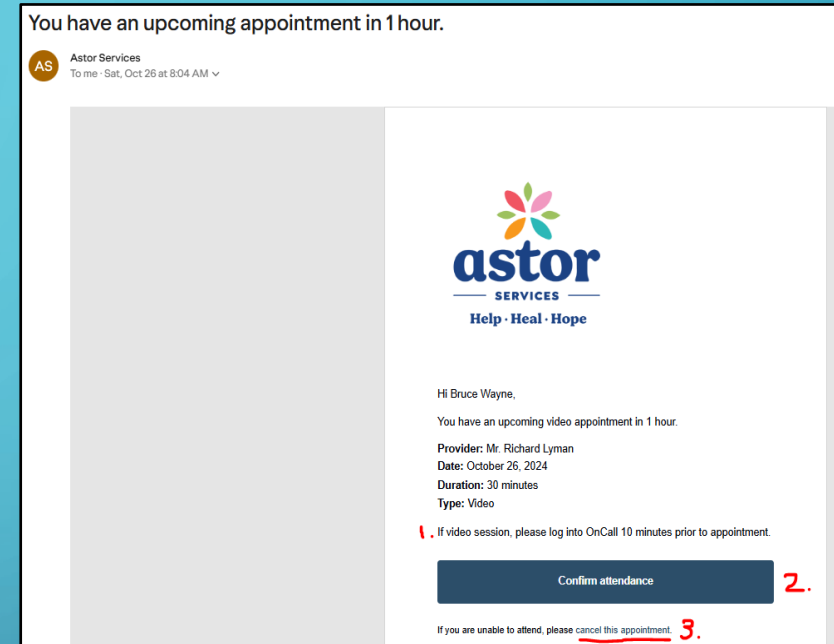 You have an upcoming appointment in 1 hour.
AS
Astor Services
To me · Sat, Oct 26 at 8:04 AM
astor
SERVICES
Help · Heal · Hope
Hi Bruce Wayne,
You have an upcoming video appointment in 1 hour.
Provider: Mr. Richard Lyman
Date: October 26, 2024
Duration: 30 minutes
Type: Video
1. If video session, please log into OnCall 10 minutes prior to appointment.
Confirm attendance 2.
If you are unable to attend, please cancel this appointment. 3.